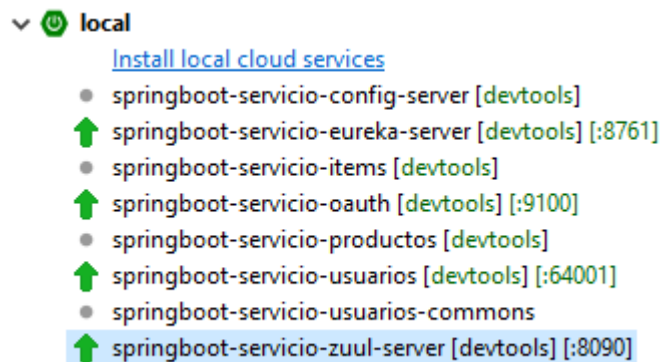 local
Install local cloud services
springboot-servicio-config-server [devtools]
springboot-servicio-eureka-server [devtools] [:8761]
springboot-servicio-items [devtools]
springboot-servicio-oauth [devtools] [:9100]
springboot-servicio-productos [devtools]
springboot-servicio-usuarios [devtools] [:64001]
springboot-servicio-usuarios-commons
springboot-servicio-zuul-server [devtools] [:8090]